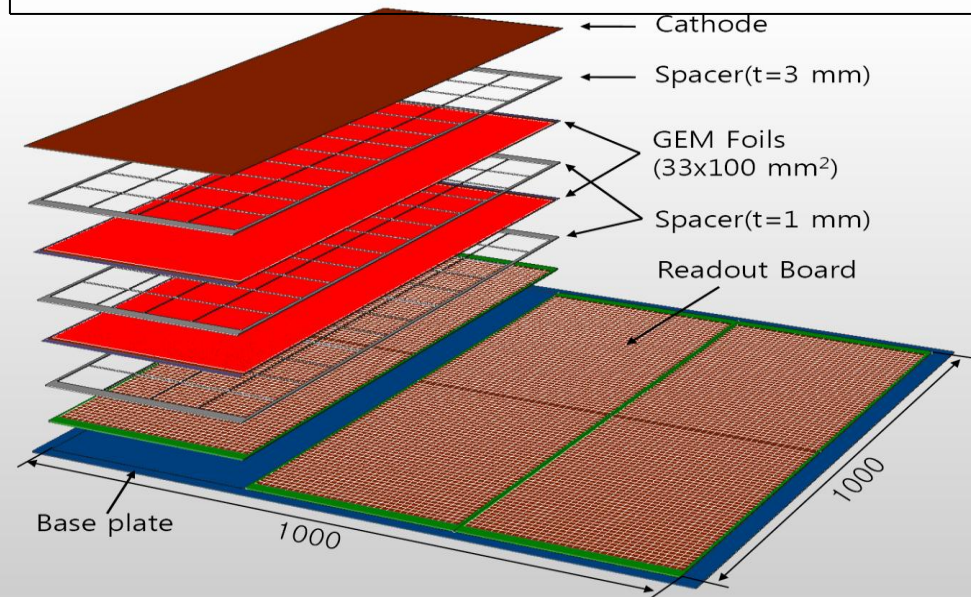 Cathode
Spacer(t=3 mm)
GEM Foils
(33x100 mm²)
Spacer(t=1 mm)
Readout Board
Base plate
1000
1000